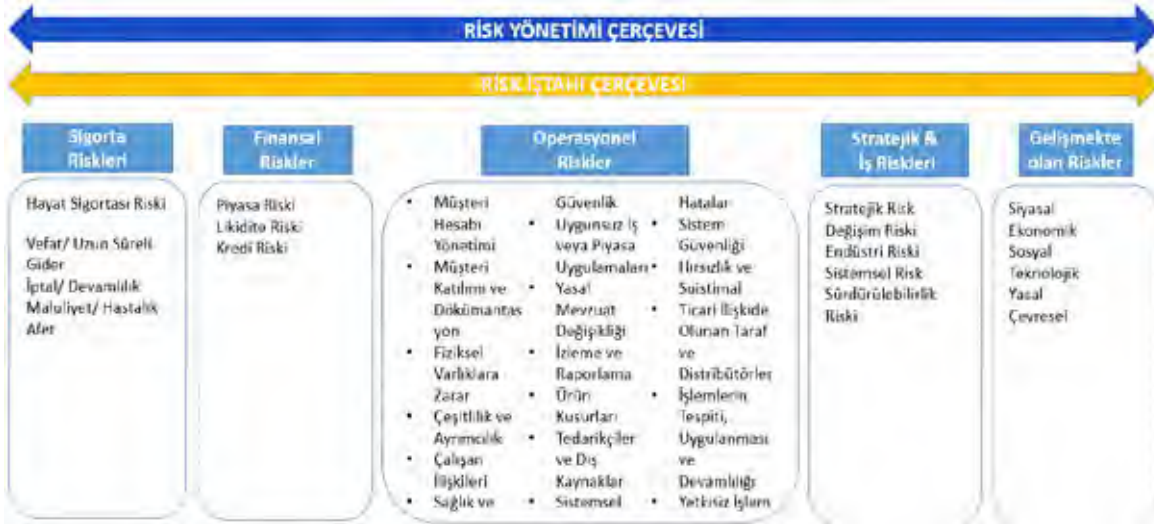 RİSK YÖNETİMİ ÇERÇEVESİ
RİSK İŞTAHI ÇERÇEVESİ
Sigorta
Riskleri
Hayat Sigortası Riski
Vefat/ Uzun Süreli
Gider
İptal/ Devamlılık
Maluliyet/ Hastalık
Afet
Finansal
Riskler
Piyasa Riski
Likidite Riski
Kredi Riski
Operasyonel
Riskler
• Müşteri
Hesabı
Yönetimi
• Müşteri
Katılımı ve
Dökümantas
yon
• Fiziksel
Varlıklara
Zarar
• Çeşitlilik ve
Ayrımcılık
• Çalışan
İlişkileri
• Sağlık ve
Güvenlik
• Uygunsuz İş
veya Piyasa
Uygulamaları
• Yasal
Mevzuat
Değişikliği
• İzleme ve
Raporlama
• Ürün
Kusurları
• Tedarikçiler
ve Dış
Kaynaklar
• Sistemsel
Hatalar
• Sistem
Güvenliği
• Hırsızlık ve
Suistimal
• Ticari İlişkide
Olunan Taraf
ve
Distribütörler
• İşlemlerin
Tespiti,
Uygulanması
ve
Devamlılığı
• Yetkisiz İşlem
Stratejik &
İş Riskleri
Stratejik Risk
Değişim Riski
Endüstri Riski
Sistemsel Risk
Sürdürülebilirlik
Riski
Gelişmekte
olan Riskler
Siyasal
Ekonomik
Sosyal
Teknolojik
Yasal
Çevresel